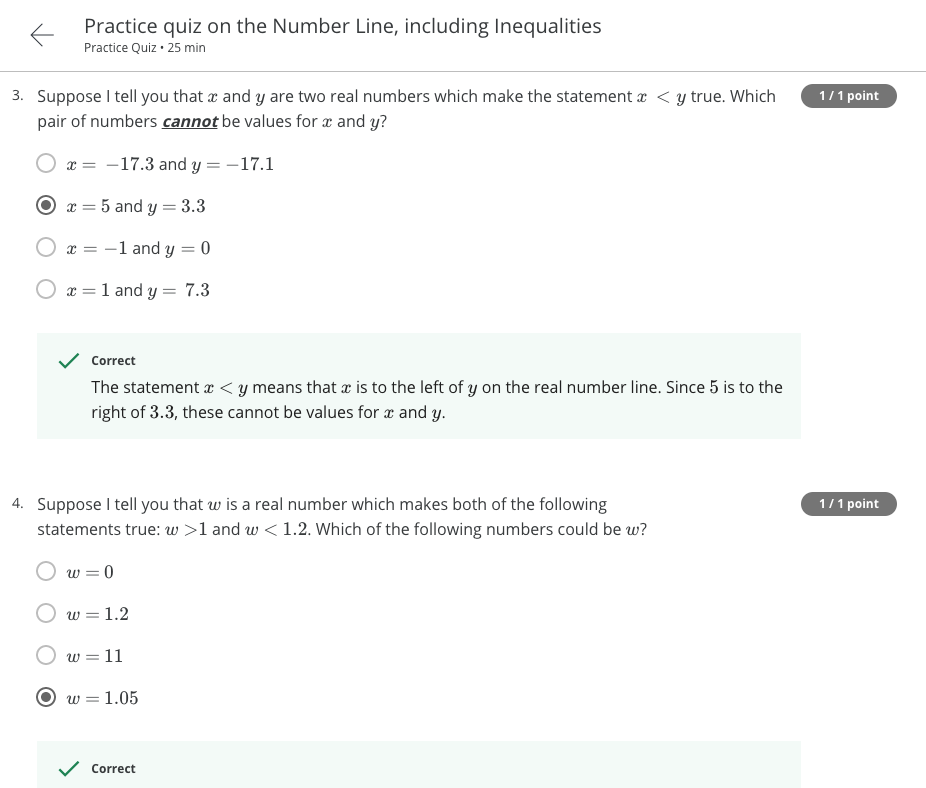 Practice quiz on the Number Line, including Inequalities
Practice Quiz • 25 min
3. Suppose I tell you that x and y are two real numbers which make the statement x < y true. Which
1 / 1 point
pair of numbers cannot be values for x and y?
x = −17.3 and y = −17.1
x = 5 and y = 3.3
x = −1 and y = 0
x = 1 and y = 7.3
Correct
The statement x < y means that x is to the left of y on the real number line. Since 5 is to the
right of 3.3, these cannot be values for x and y.
4. Suppose I tell you that w is a real number which makes both of the following
1 / 1 point
statements true: w >1 and w < 1.2. Which of the following numbers could be w?
w = 0
w = 1.2
w = 11
w = 1.05
Correct